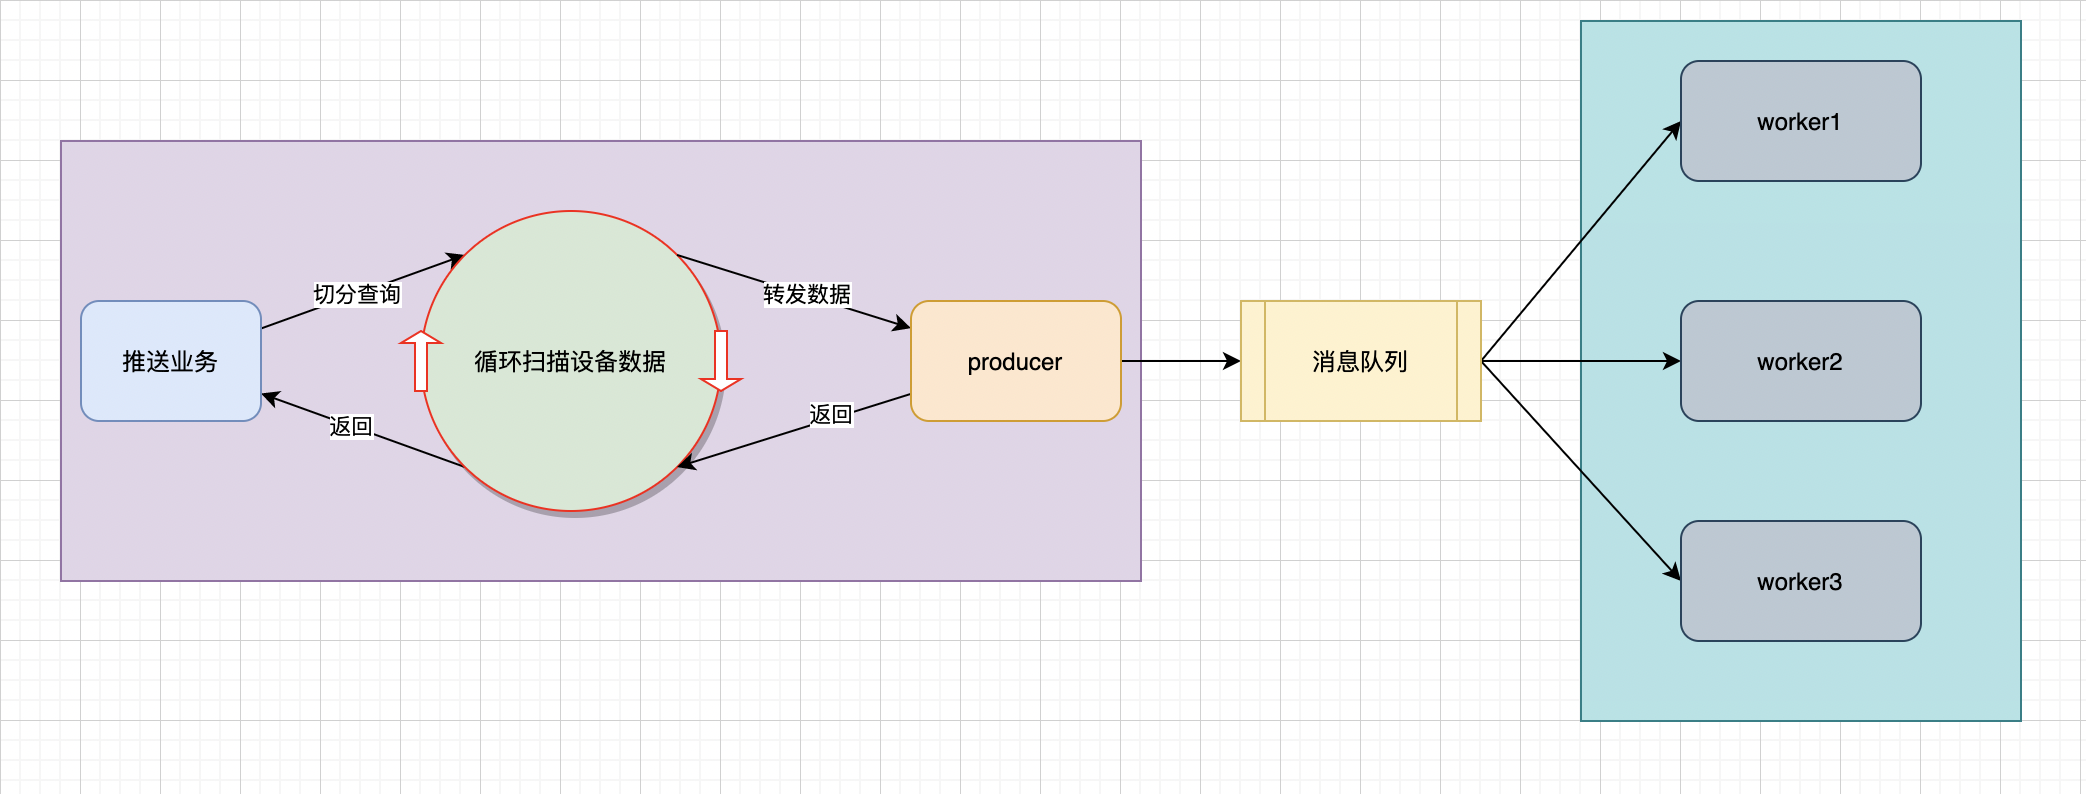 推送业务
切分查询
返回
循环扫描设备数据
转发数据
返回
producer
消息队列
worker1
worker2
worker3